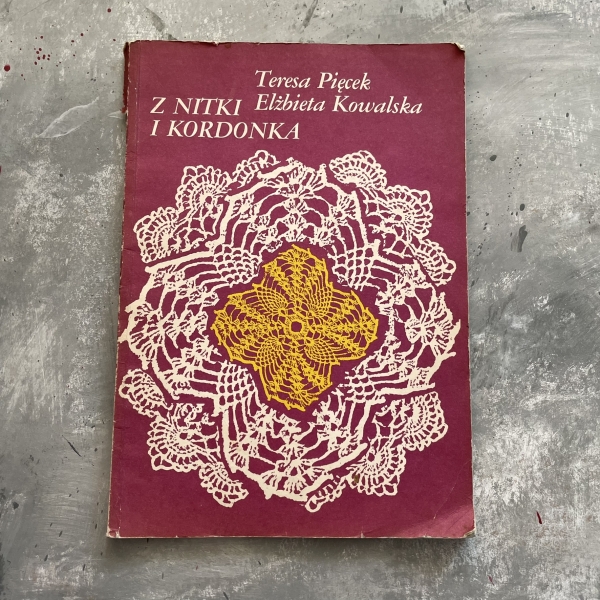 Teresa Pięcek
Elżbieta Kowalska
Z NITKI
I KORDONKA